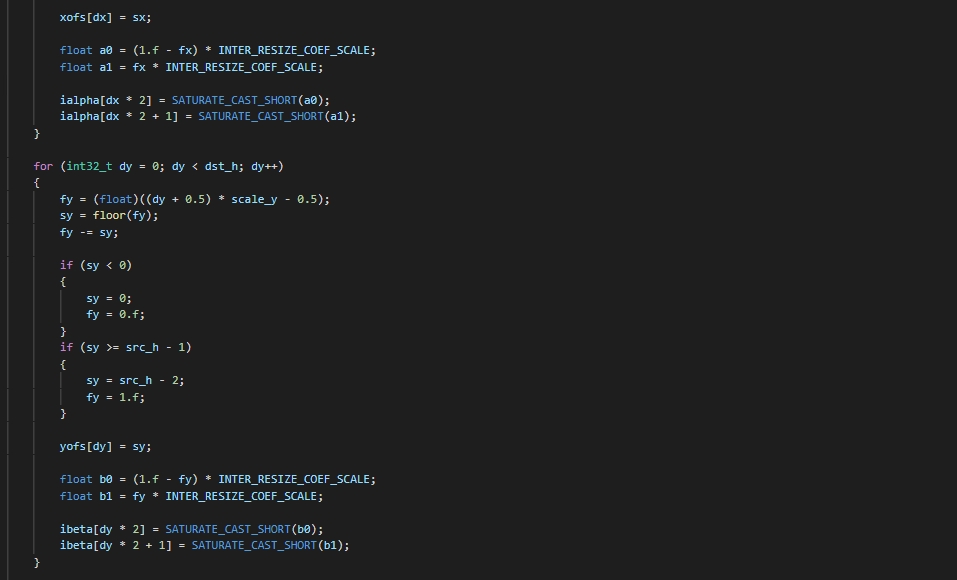 xofs[dx] = sx;
float a0 = (1.f - fx) * INTER_RESIZE_COEF_SCALE;
float a1 = fx * INTER_RESIZE_COEF_SCALE;
ialpha[dx * 2] = SATURATE_CAST_SHORT(a0);
ialpha[dx * 2 + 1] = SATURATE_CAST_SHORT(a1);
}
for (int32_t dy = 0; dy < dst_h; dy++)
{
fy = (float)((dy + 0.5) * scale_y - 0.5);
sy = floor(fy);
fy -= sy;
if (sy < 0)
{
sy = 0;
fy = 0.f;
}
if (sy >= src_h - 1)
{
sy = src_h - 2;
fy = 1.f;
}
yofs[dy] = sy;
float b0 = (1.f - fy) * INTER_RESIZE_COEF_SCALE;
float b1 = fy * INTER_RESIZE_COEF_SCALE;
ibeta[dy * 2] = SATURATE_CAST_SHORT(b0);
ibeta[dy * 2 + 1] = SATURATE_CAST_SHORT(b1);
}